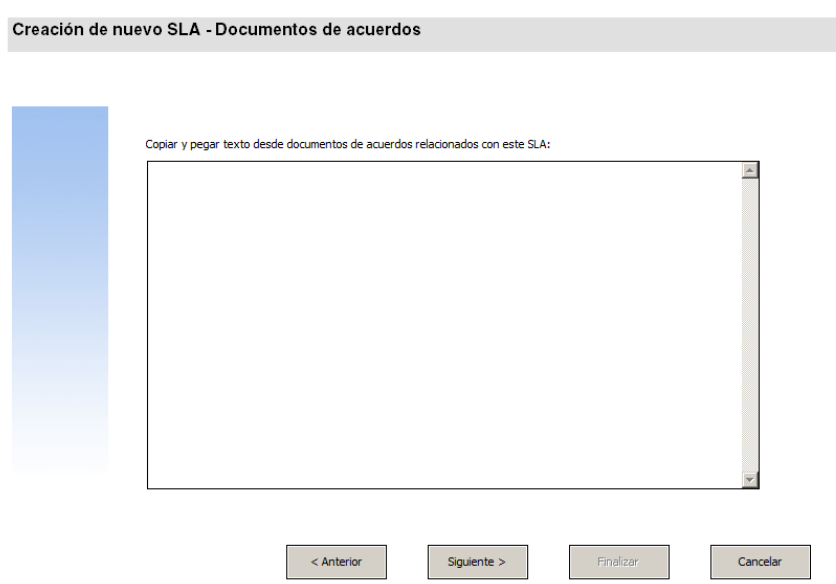 Creación de nuevo SLA - Documentos de acuerdos
Copiar y pegar texto desde documentos de acuerdos relacionados con este SLA:
< Anterior
Siguiente >
Finalizar
Cancelar